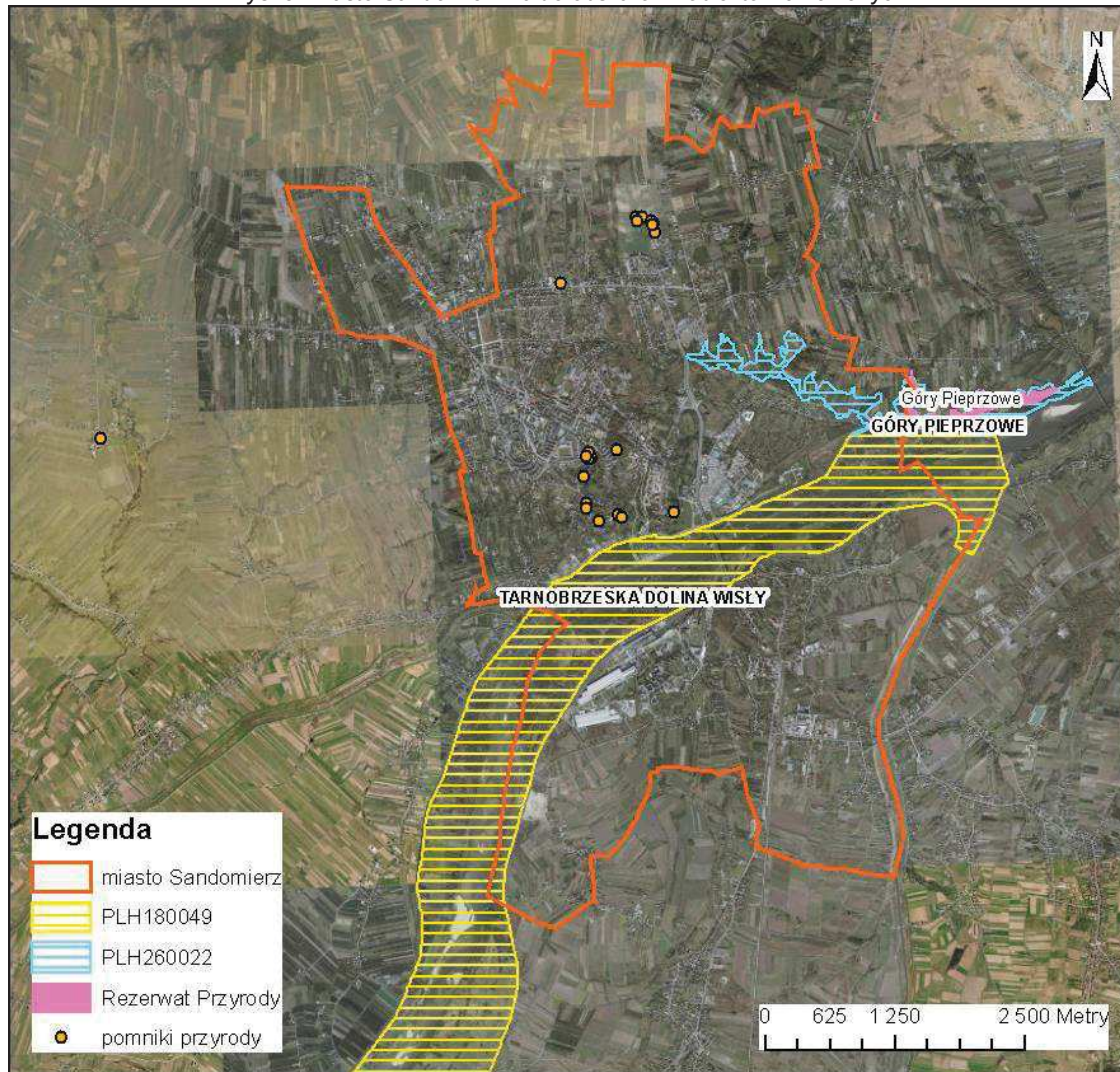 N
Góry Pieprzowe
GÓRY PIEPRZOWE
TARNOBRZESKA DOLINA WISŁY
Legenda
miasto Sandomierz
PLH180049
PLH260022
Rezerwat Przyrody
pomniki przyrody
0 625 1 250 2 500 Metry